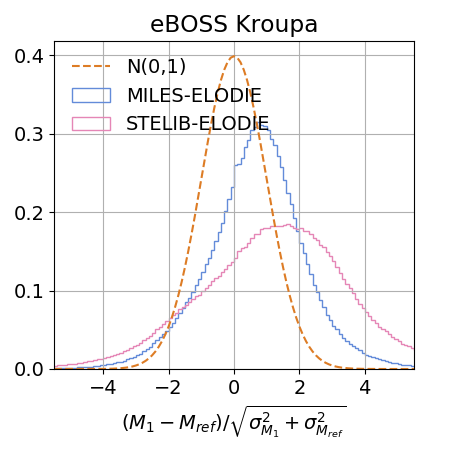 eBOSS Kroupa
0.4
0.3
0.2
0.1
0.0
N(0,1)
MILES-ELODIE
STELIB-ELODIE
−4 −2 0 2 4
(M₁ − M_ref)/√(σ²_M₁ + σ²_M_ref)